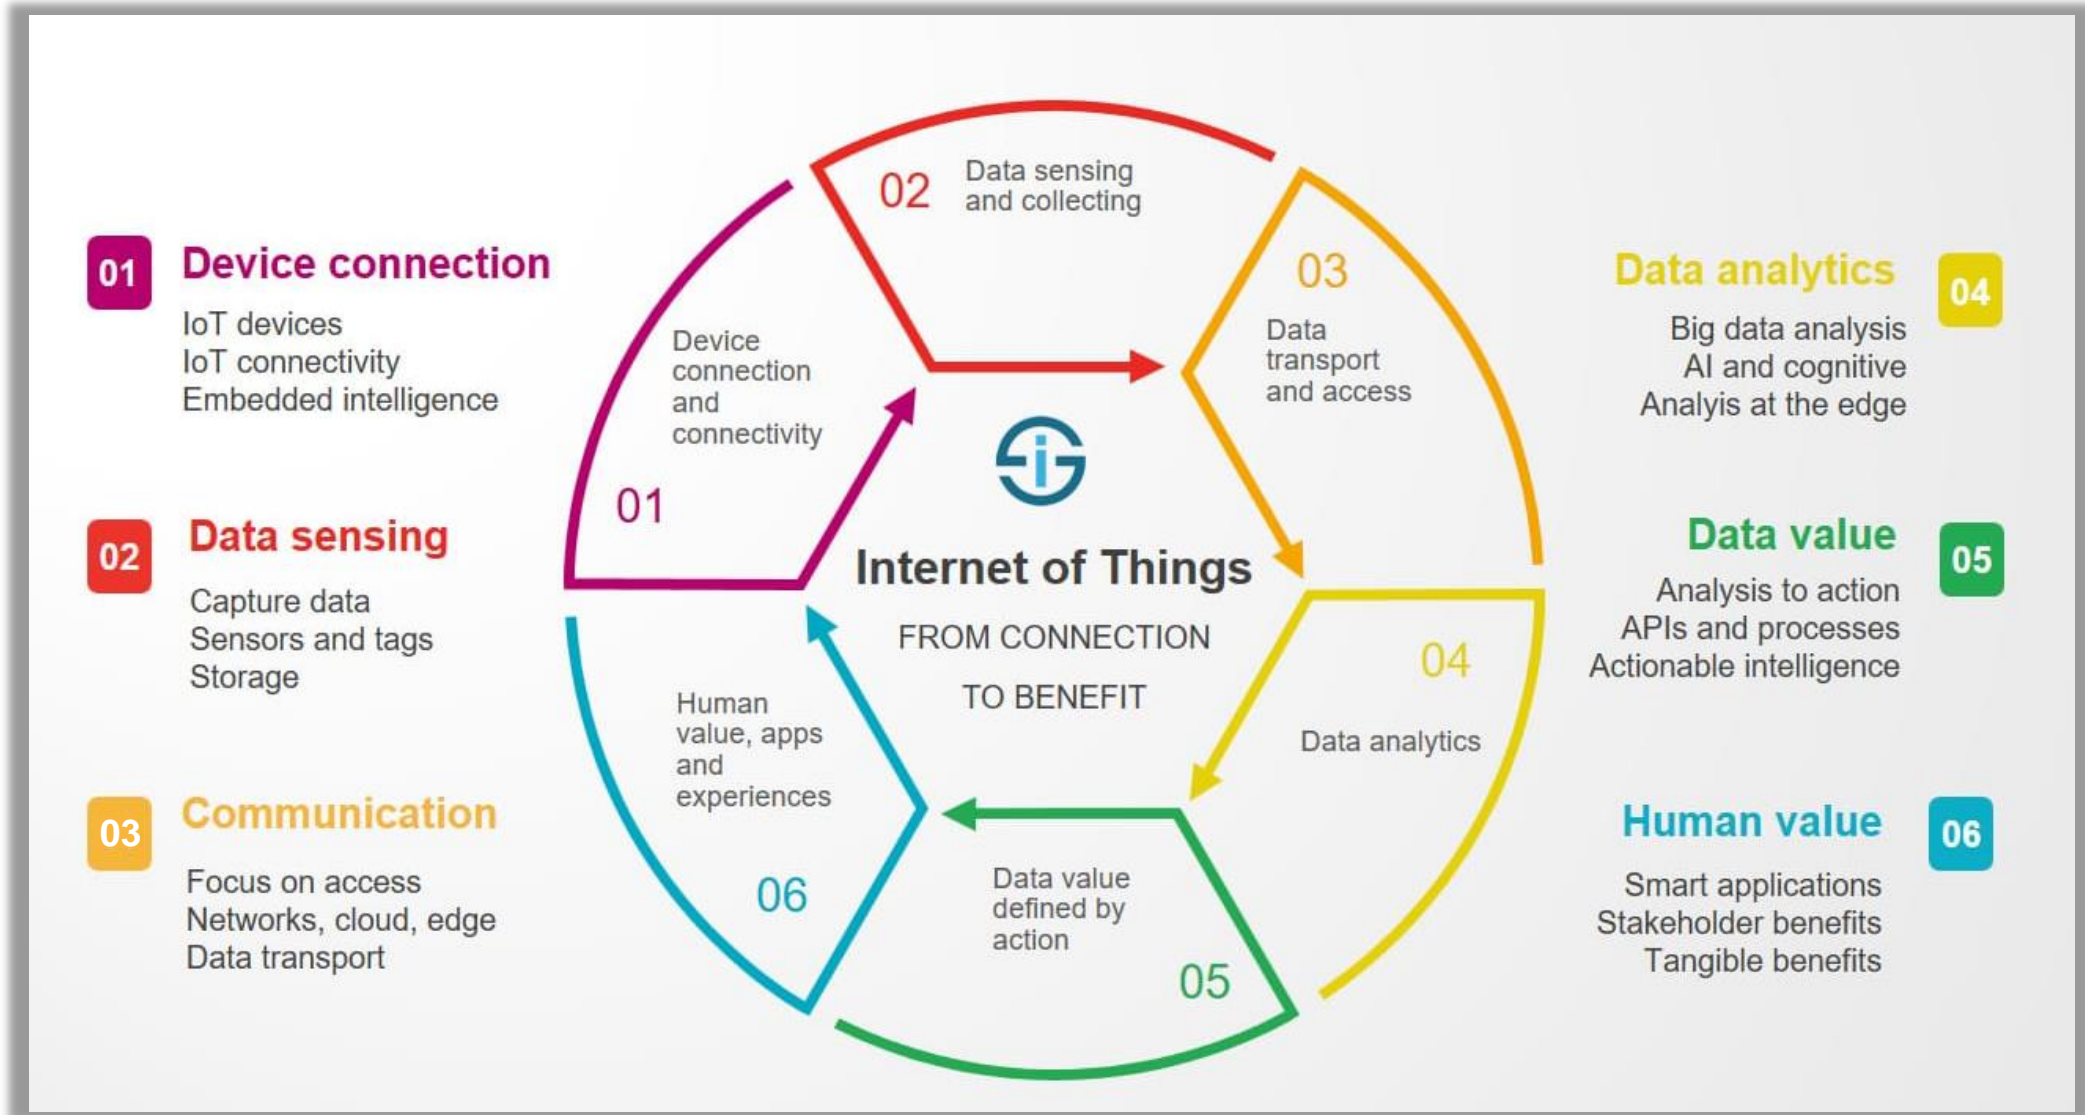 01
Device connection
IoT devices
IoT connectivity
Embedded intelligence
02
Data sensing
Capture data
Sensors and tags
Storage
03
Communication
Focus on access
Networks, cloud, edge
Data transport
02
Data sensing
and collecting
03
Data
transport
and access
Device
connection
and
connectivity
01
i
Internet of Things
FROM CONNECTION
TO BENEFIT
04
Data analytics
Human
value, apps
and
experiences
06
Data value
defined by
action
05
Data analytics
04
Big data analysis
AI and cognitive
Analyis at the edge
Data value
05
Analysis to action
APIs and processes
Actionable intelligence
Human value
06
Smart applications
Stakeholder benefits
Tangible benefits